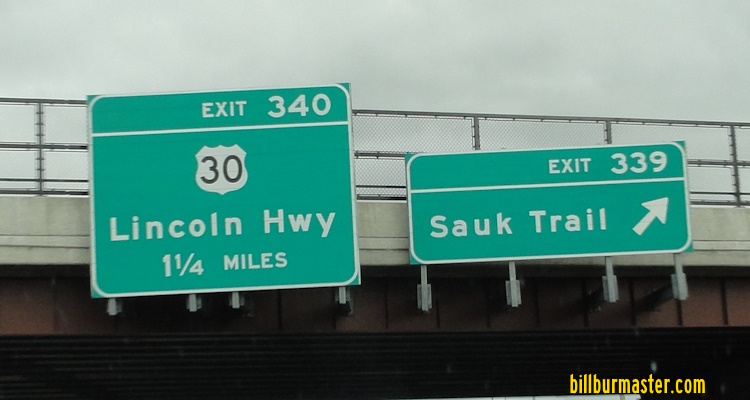 EXIT 340
30
Lincoln Hwy
1¼ MILES
EXIT 339
Sauk Trail
billburmaster.com